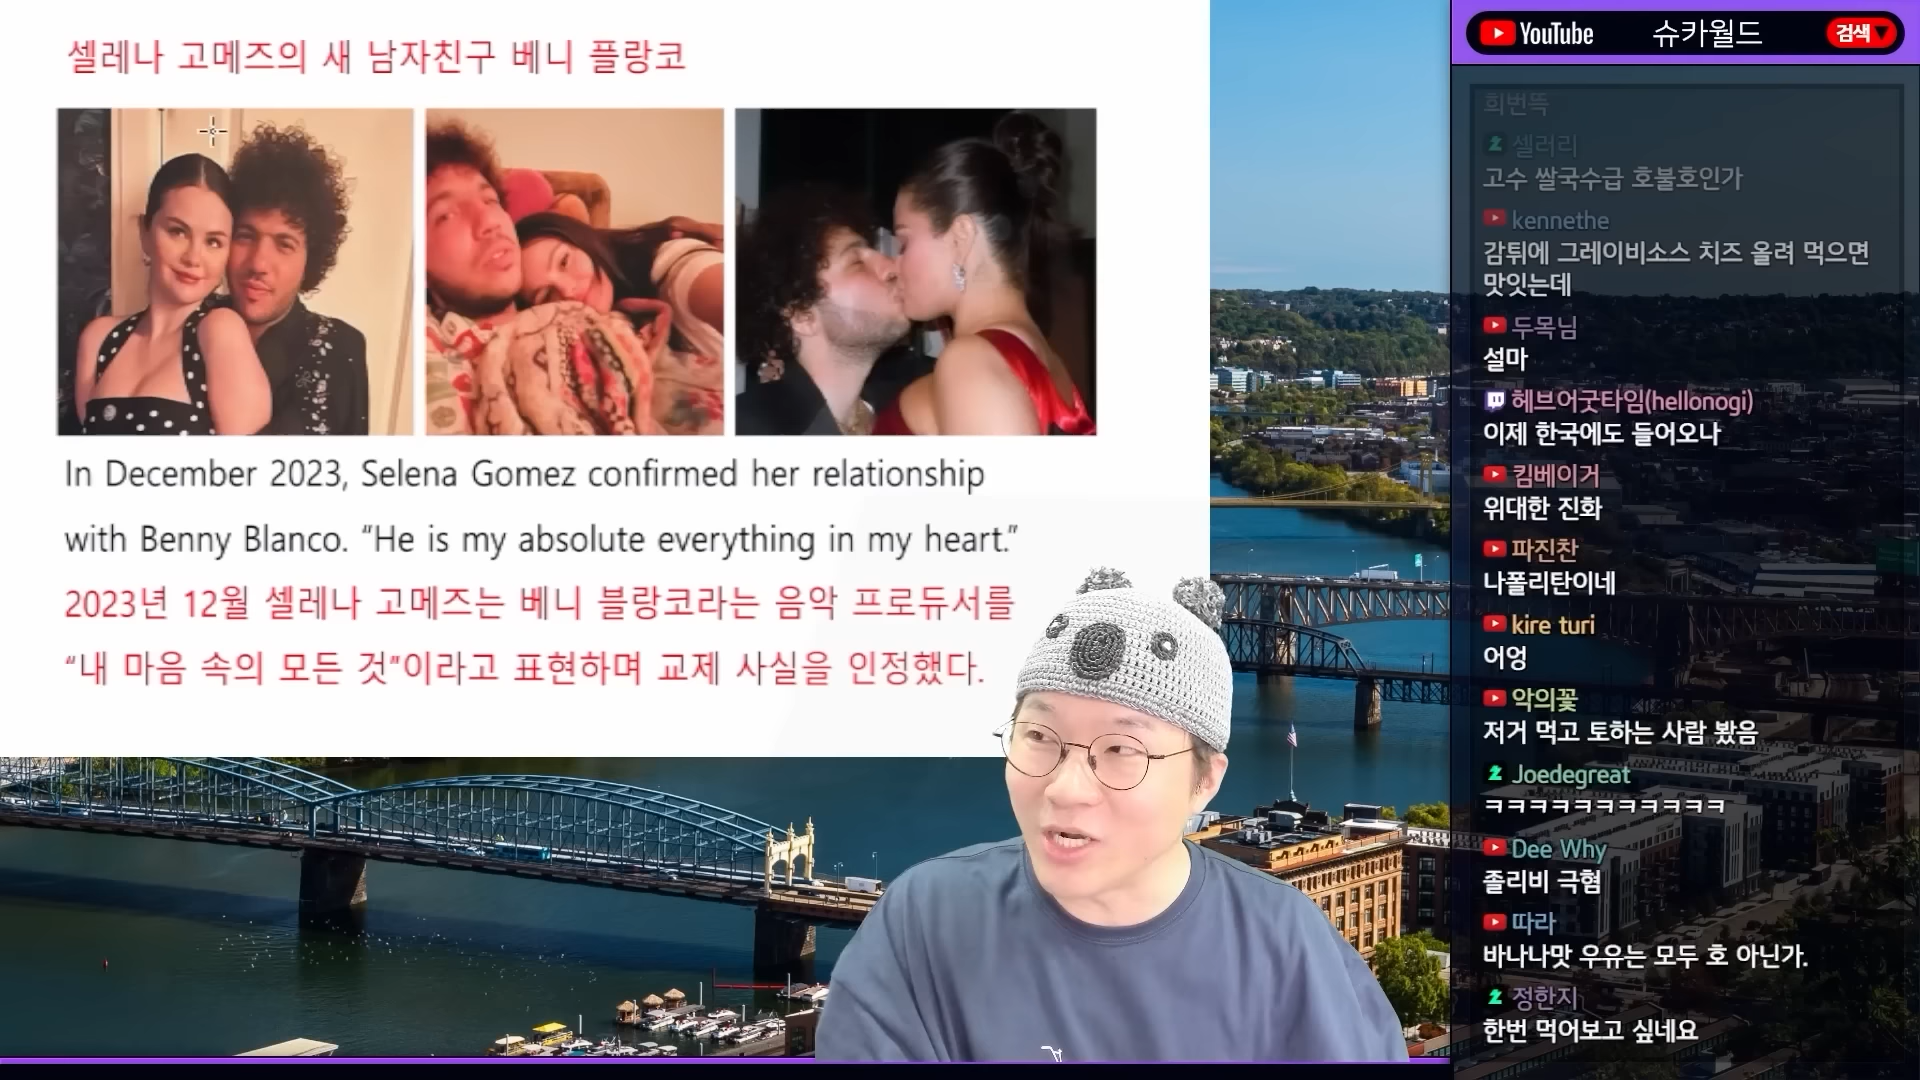 셀레나 고메즈의 새 남자친구 베니 플랑코
In December 2023, Selena Gomez confirmed her relationship
with Benny Blanco. “He is my absolute everything in my heart.”
2023년 12월 셀레나 고메즈는 베니 블랑코라는 음악 프로듀서를
“내 마음 속의 모든 것”이라고 표현하며 교제 사실을 인정했다.
YouTube 슈카월드 검색
희번뜩
셀러리
고수 쌀국수급 호불호인가
kennethe
감튀에 그레이비소스 치즈 올려 먹으면
맛잇는데
두목님
설마
헤브어굿타임(hellonogi)
이제 한국에도 들어오나
킴베이거
위대한 진화
파진찬
나폴리탄이네
kire turi
어엉
악의꽃
저거 먹고 토하는 사람 봤음
Joedegreat
ㅋㅋㅋㅋㅋㅋㅋㅋㅋㅋㅋ
Dee Why
졸리비 극혐
따라
바나나맛 우유는 모두 호 아닌가.
정한지
한번 먹어보고 싶네요